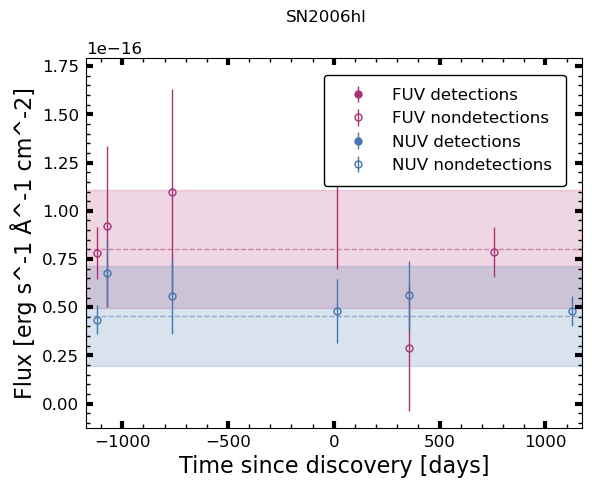 SN2006hl
1e−16
1.75
1.50
1.25
1.00
0.75
0.50
0.25
0.00
Flux [erg s^-1 Å^-1 cm^-2]
FUV detections
FUV nondetections
NUV detections
NUV nondetections
−1000 −500 0 500 1000
Time since discovery [days]